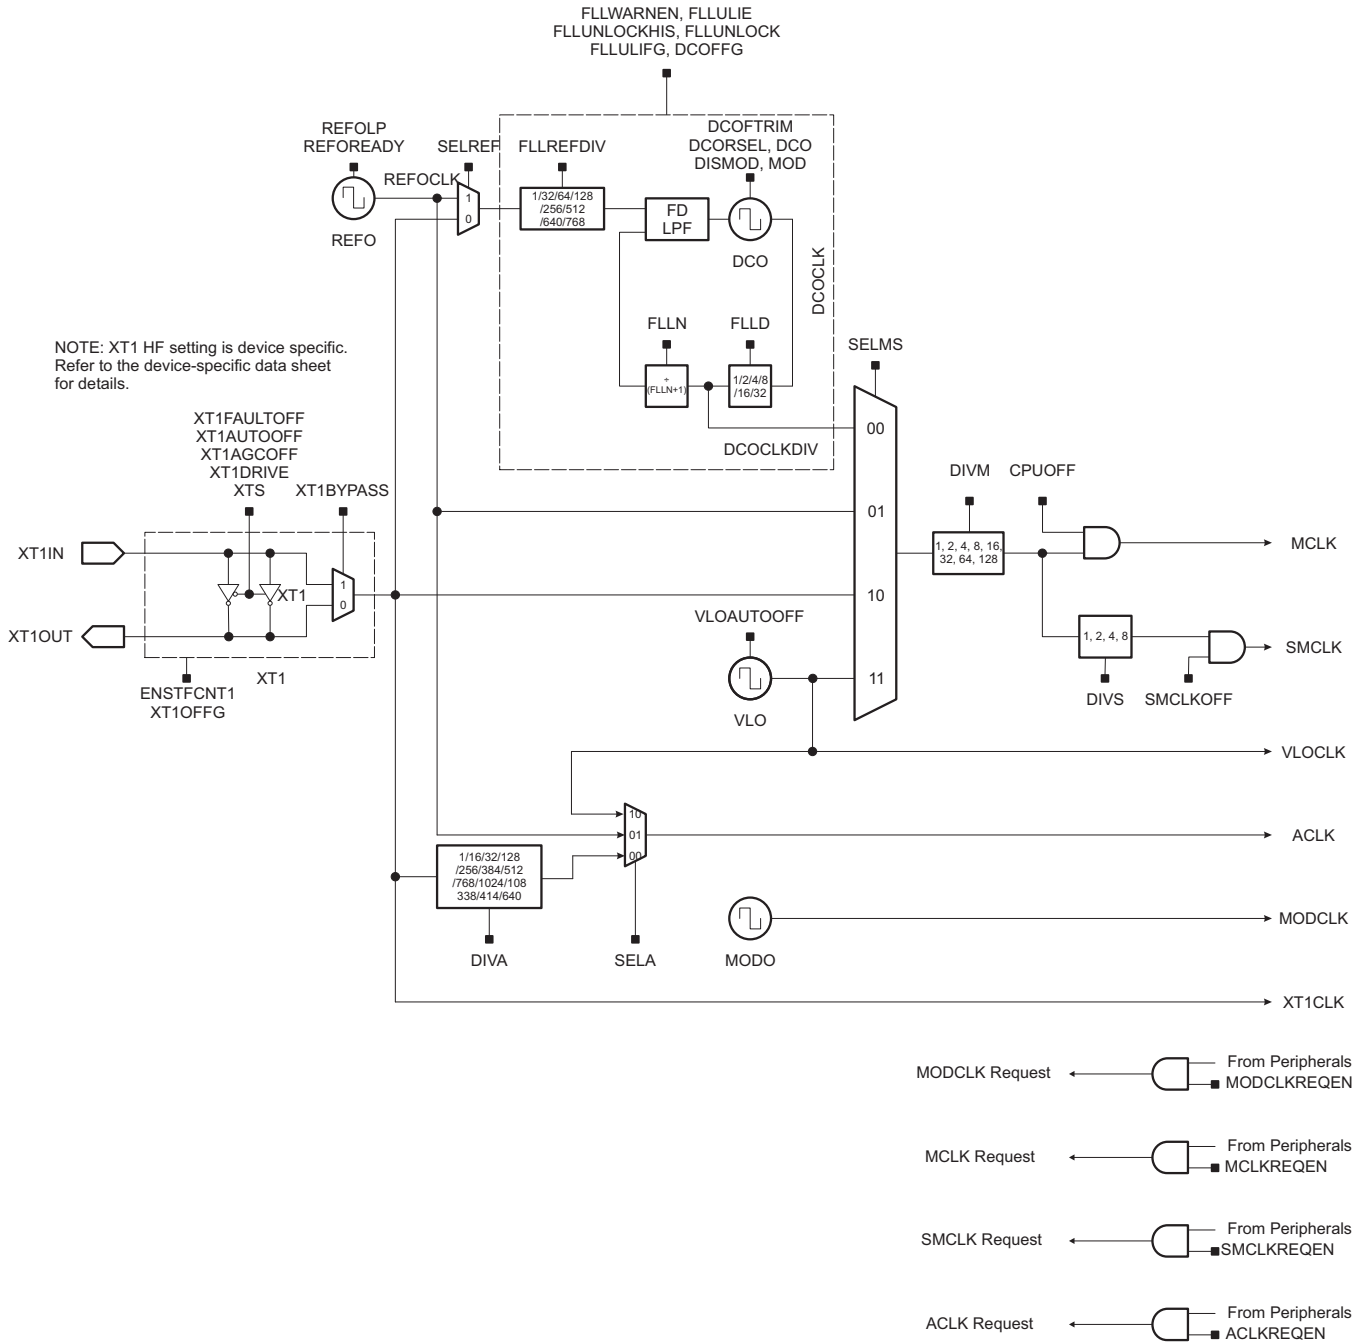 FLLWARNEN, FLLULIE
FLLUNLOCKHIS, FLLUNLOCK
FLLULIFG, DCOFFG
REFOLP
REFOREADY
SELREF
FLLREFDIV
DCOFTRIM
DCORSEL, DCO
DISMOD, MOD
REFOCLK
1
0
1/32/64/128
/256/512
/640/768
FD
LPF
REFO
DCO
DCOCLK
FLLN
FLLD
SELMS
÷
(FLLN+1)
1/2/4/8
/16/32
NOTE: XT1 HF setting is device specific.
Refer to the device-specific data sheet
for details.
00
DCOCLKDIV
XT1FAULTOFF
XT1AUTOOFF
XT1AGCOFF
XT1DRIVE
XTS
XT1BYPASS
DIVM
CPUOFF
01
XT1IN
1, 2, 4, 8, 16,
32, 64, 128
MCLK
XT1
1
0
10
VLOAUTOOFF
XT1OUT
1, 2, 4, 8
SMCLK
XT1
11
ENSTFCNT1
XT1OFFG
VLO
DIVS
SMCLKOFF
VLOCLK
10
01
00
ACLK
1/16/32/128
/256/384/512
/768/1024/108
338/414/640
MODCLK
DIVA
SELA
MODO
XT1CLK
MODCLK Request
From Peripherals
MODCLKREQEN
MCLK Request
From Peripherals
MCLKREQEN
SMCLK Request
From Peripherals
SMCLKREQEN
ACLK Request
From Peripherals
ACLKREQEN